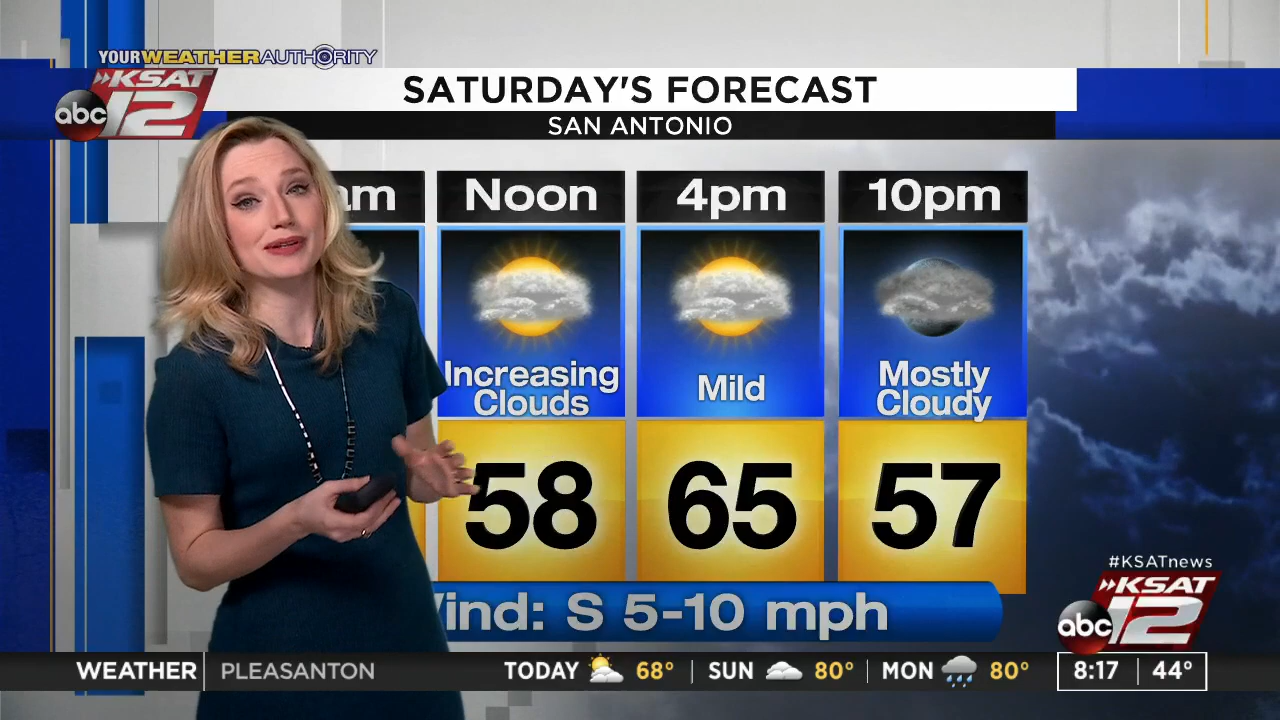 YOUR WEATHER AUTHORITY
KSAT
abc 12
SATURDAY'S FORECAST
SAN ANTONIO
am Noon 4pm 10pm
Increasing Clouds
Mild
Mostly Cloudy
58 65 57
ind: S 5-10 mph
#KSATnews
KSAT
abc 12
WEATHER PLEASANTON TODAY 68° SUN 80° MON 80° 8:17 44°